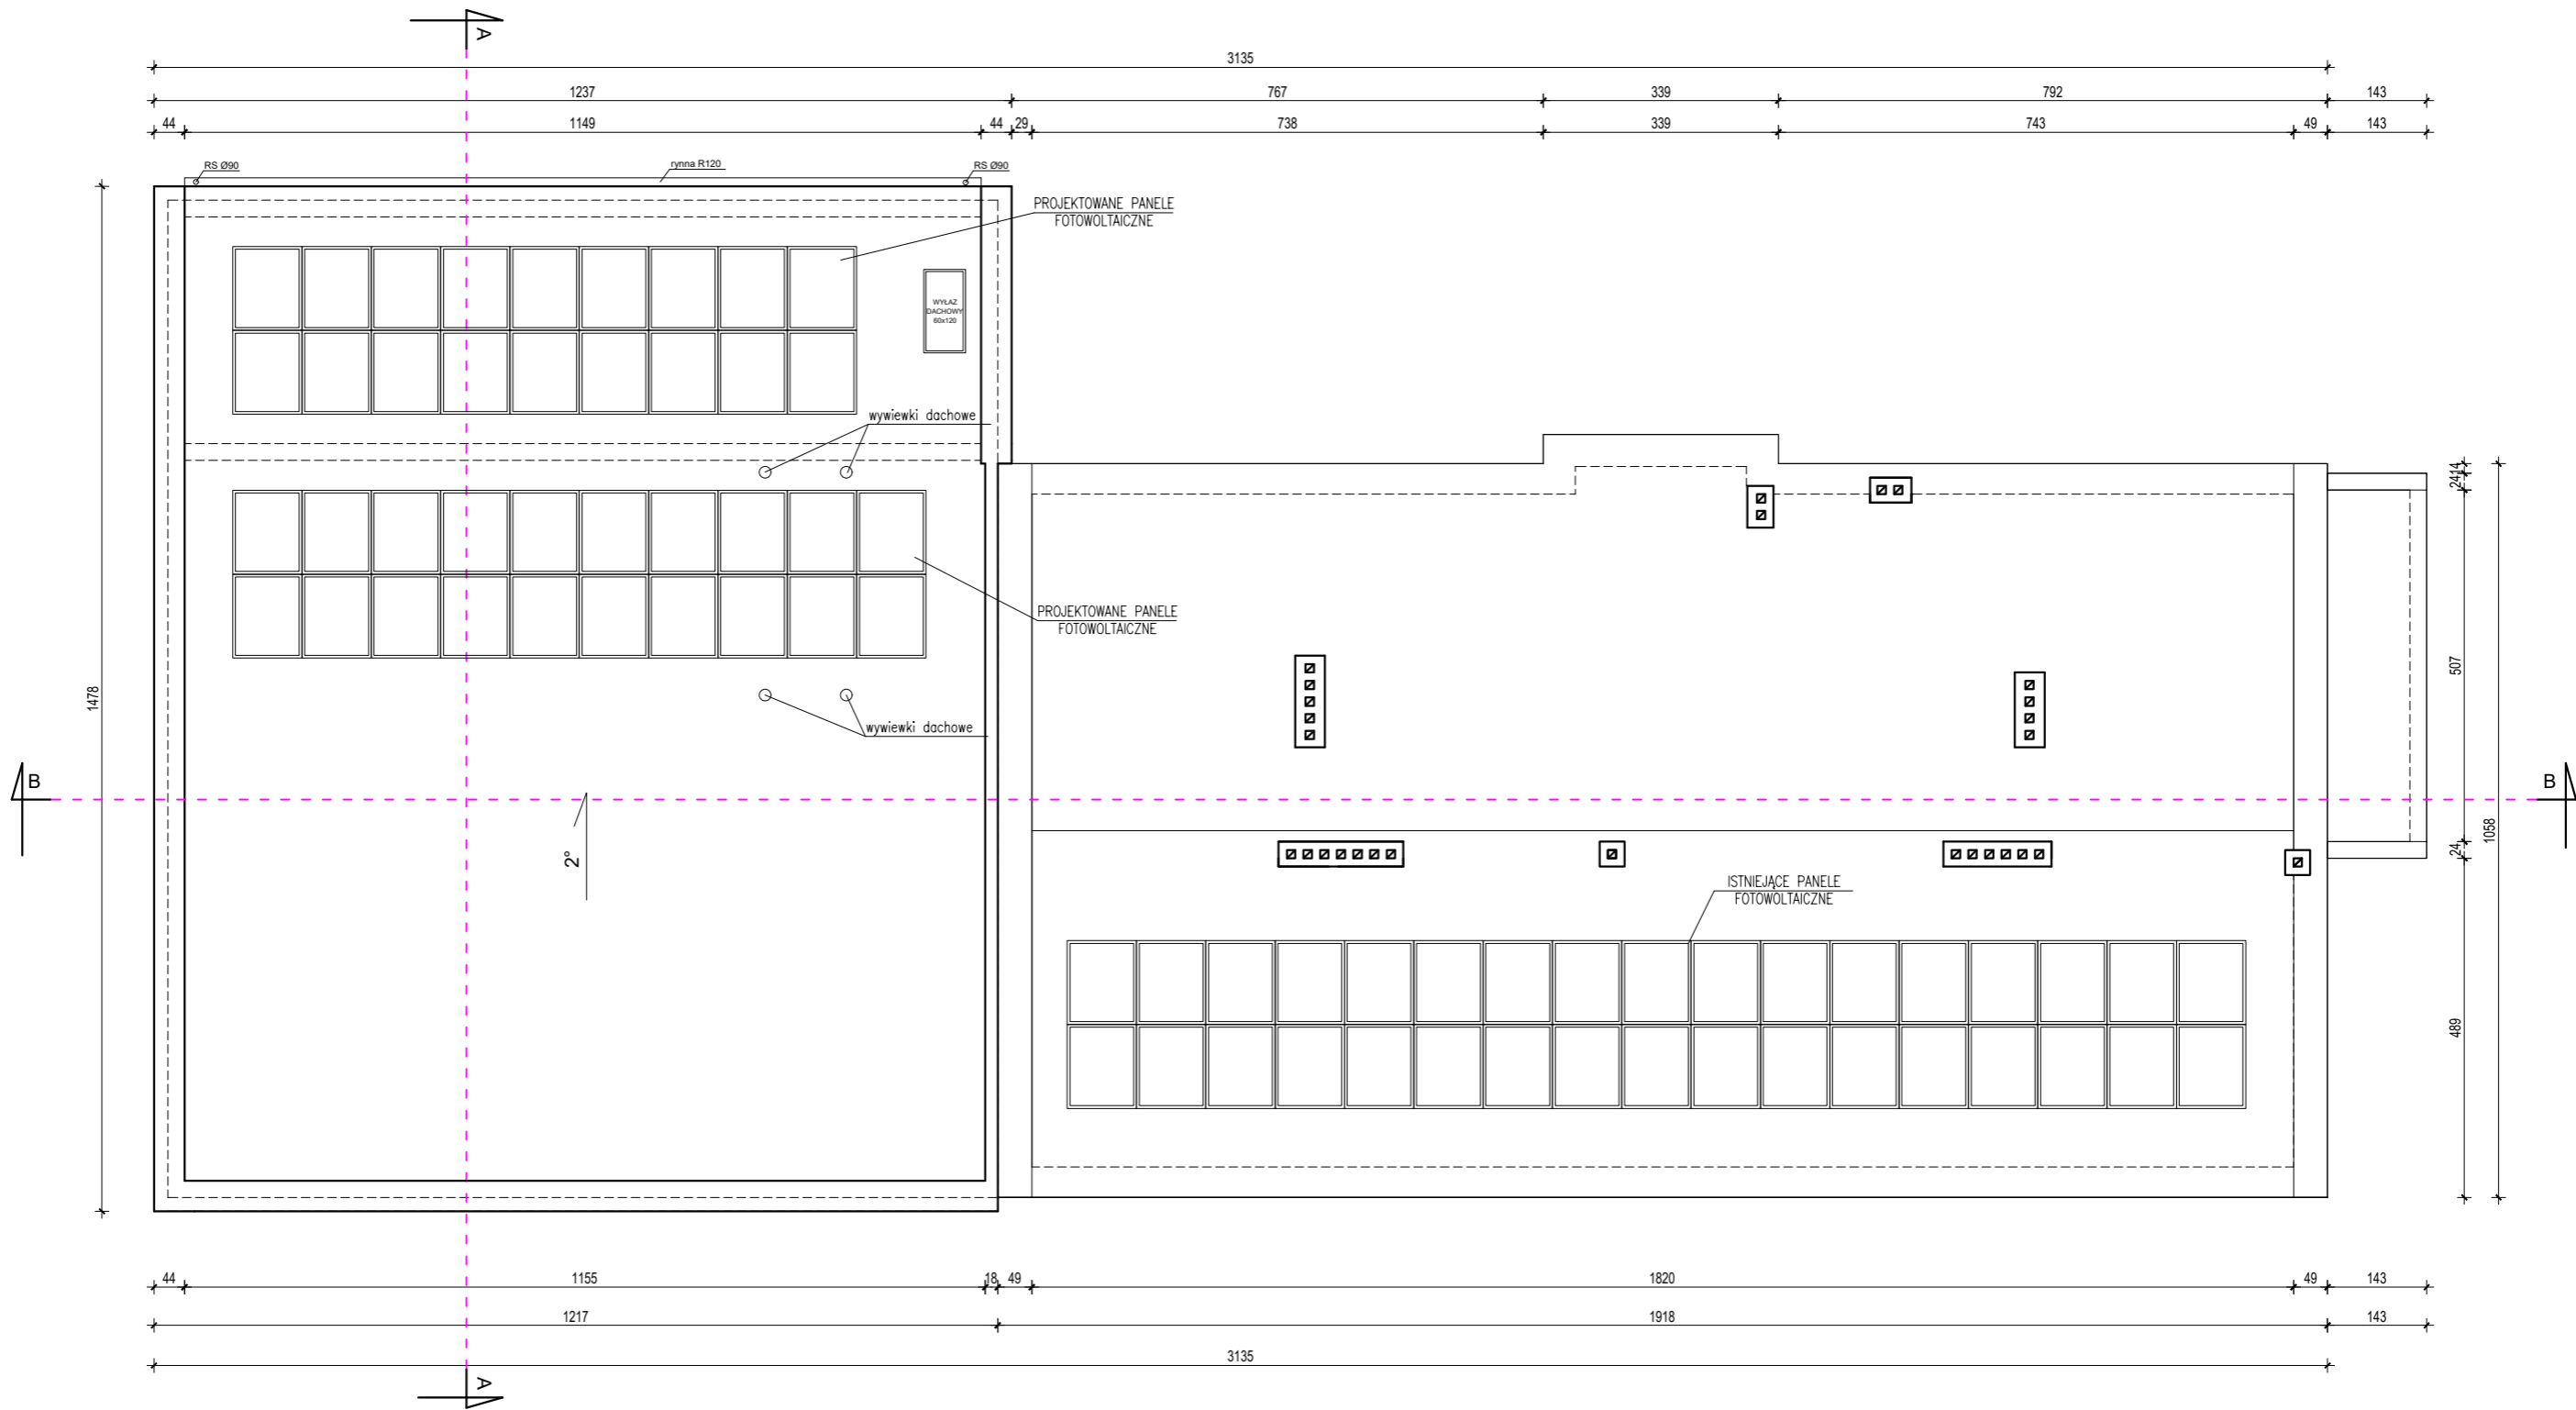 A
3135
1237 767 339 792 143
44 1149 44 29 738 339 743 49 143
RS Ø90
rynna R120
RS Ø90
PROJEKTOWANE PANELE
FOTOWOLTAICZNE
WYŁAZ
DACHOWY
60x120
wywiewki dachowe
14
24
PROJEKTOWANE PANELE
FOTOWOLTAICZNE
1478
507
wywiewki dachowe
B
B
2°
1058
24
ISTNIEJĄCE PANELE
FOTOWOLTAICZNE
489
44 1155 18 49 1820 49 143
1217 1918 143
3135
A